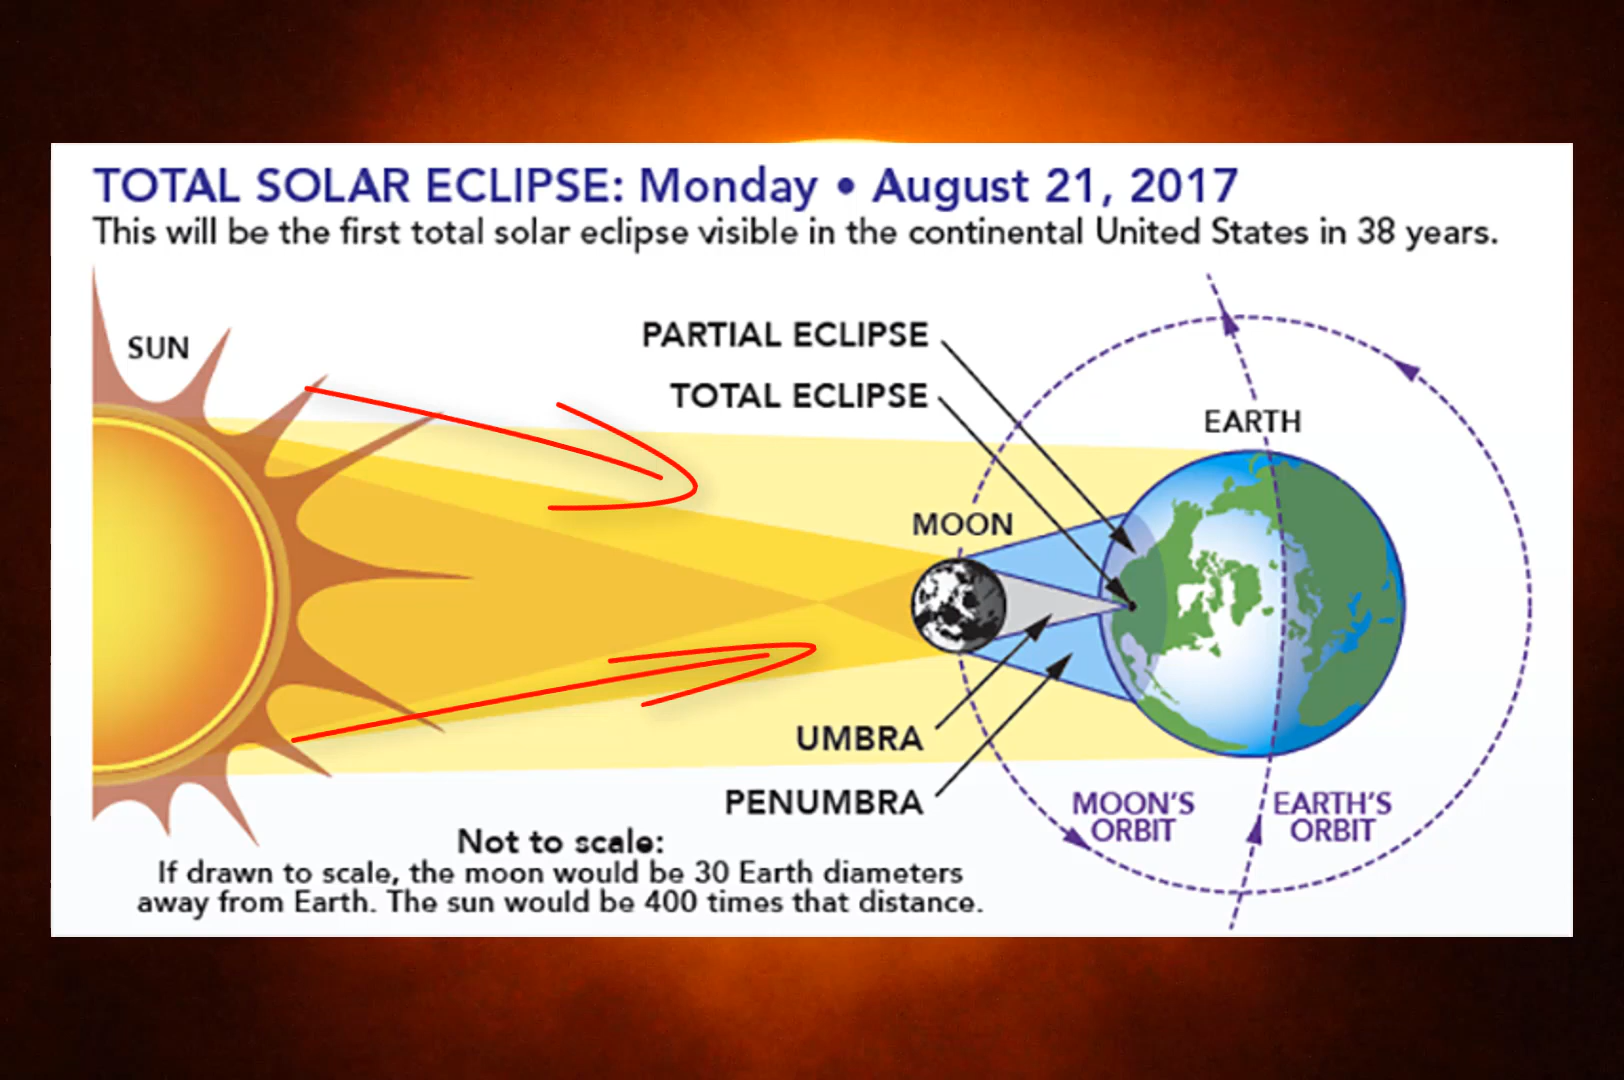 TOTAL SOLAR ECLIPSE: Monday • August 21, 2017
This will be the first total solar eclipse visible in the continental United States in 38 years.
SUN
PARTIAL ECLIPSE
TOTAL ECLIPSE
EARTH
MOON
UMBRA
PENUMBRA
MOON'S
ORBIT
EARTH'S
ORBIT
Not to scale:
If drawn to scale, the moon would be 30 Earth diameters
away from Earth. The sun would be 400 times that distance.